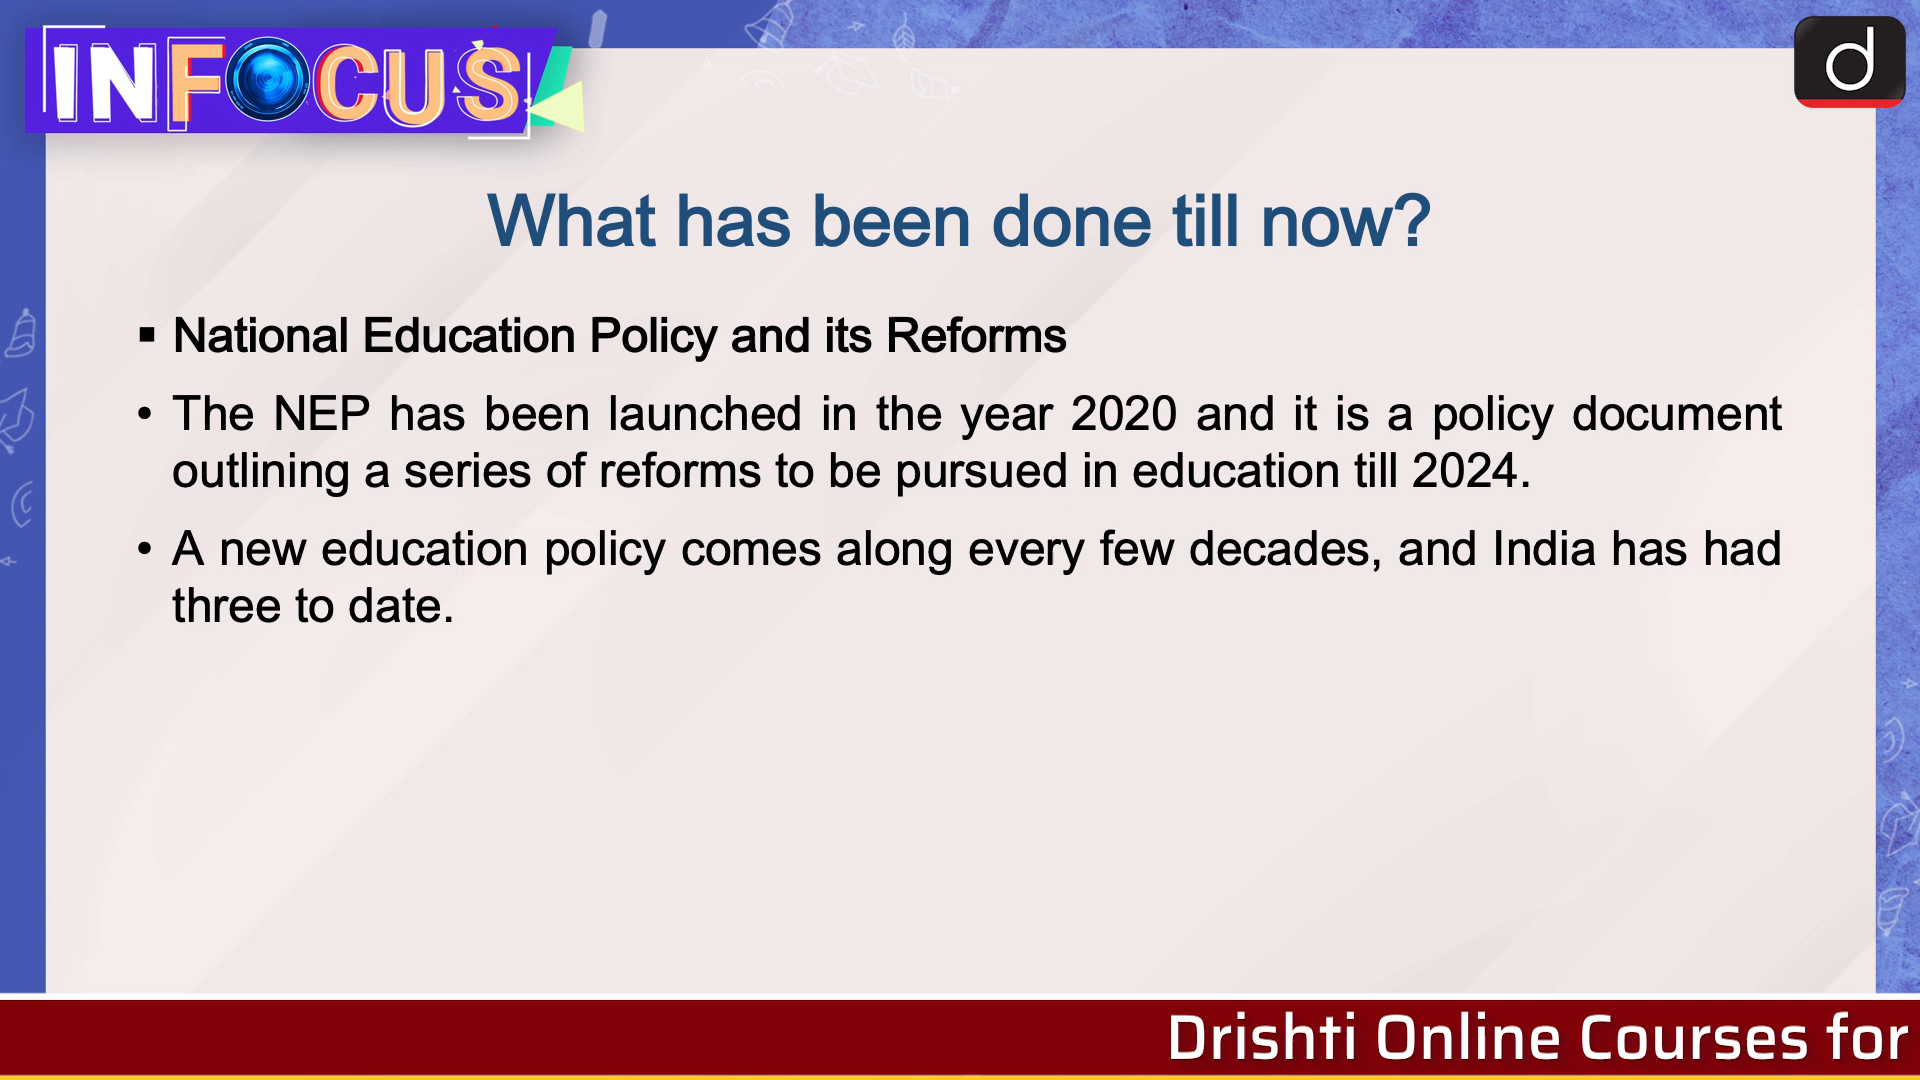 INFOCUS
d
What has been done till now?
▪ National Education Policy and its Reforms
• The NEP has been launched in the year 2020 and it is a policy document
outlining a series of reforms to be pursued in education till 2024.
• A new education policy comes along every few decades, and India has had
three to date.
Drishti Online Courses for